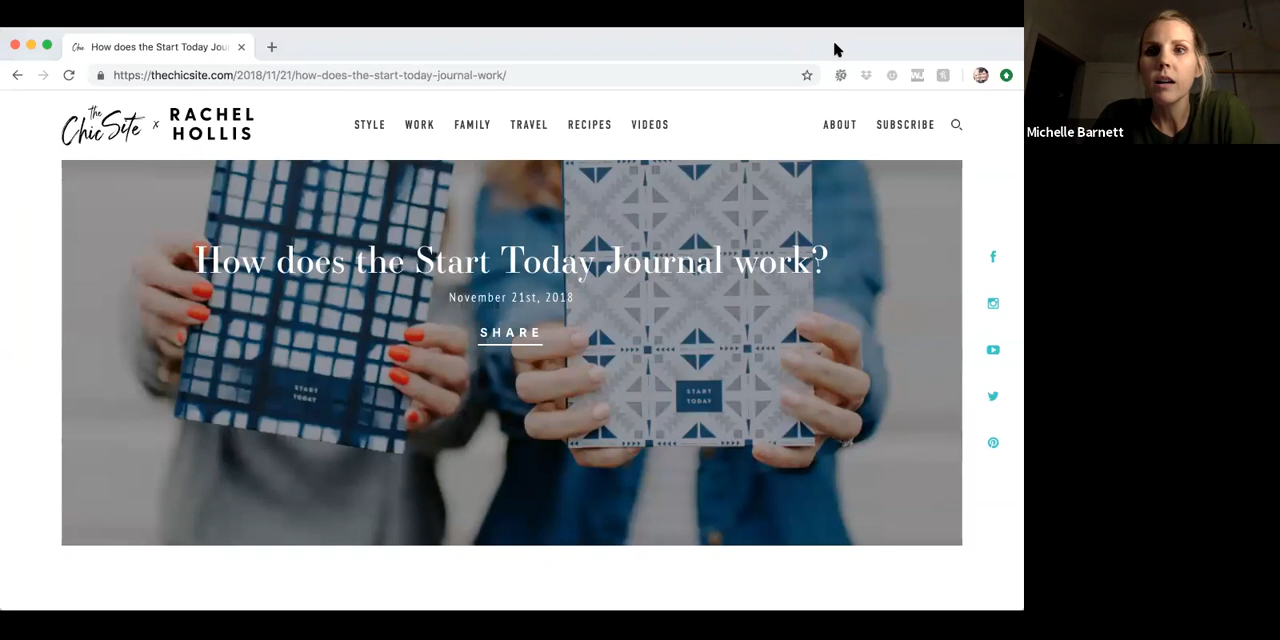 How does the Start Today Jou
https://thechicsite.com/2018/11/21/how-does-the-start-today-journal-work/
the
Chic Site x RACHEL HOLLIS
STYLE WORK FAMILY TRAVEL RECIPES VIDEOS
ABOUT SUBSCRIBE
How does the Start Today Journal work?
November 21st, 2018
SHARE
START
TODAY
START
TODAY
Michelle Barnett